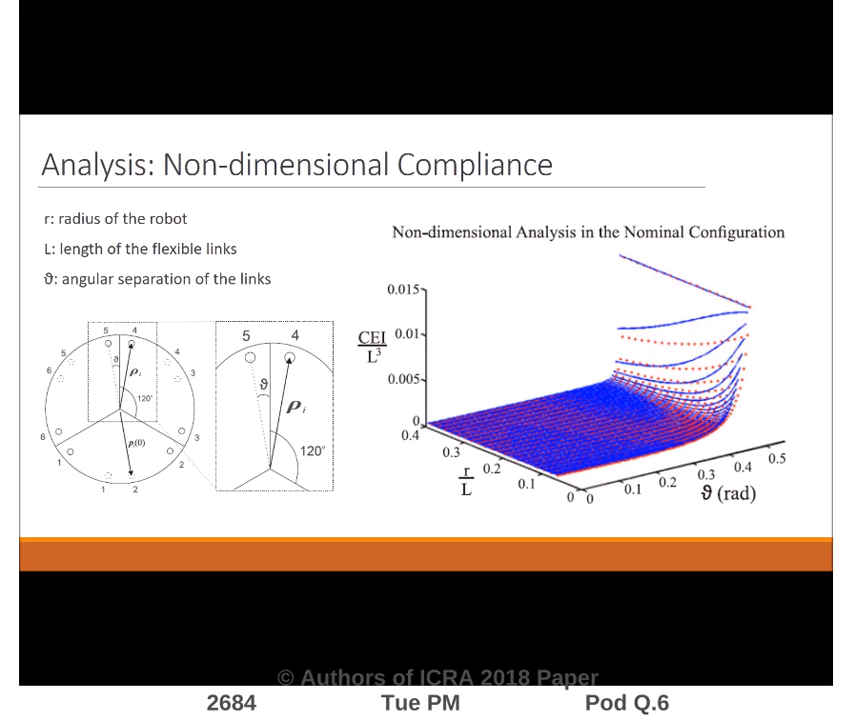 Analysis: Non-dimensional Compliance
r: radius of the robot
L: length of the flexible links
ϑ: angular separation of the links
5 4
5 4
6 3
ϑ
ρi
120°
pi(0)
6 3
1 2
1 2
5 4
ϑ
ρi
120°
Non-dimensional Analysis in the Nominal Configuration
CEI
L³
0.015
0.01
0.005
0
0.4
0.3
0.2
0.1
0
r
L
0
0.1
0.2
0.3
0.4
0.5
ϑ (rad)
© Authors of ICRA 2018 Paper
2684 Tue PM Pod Q.6